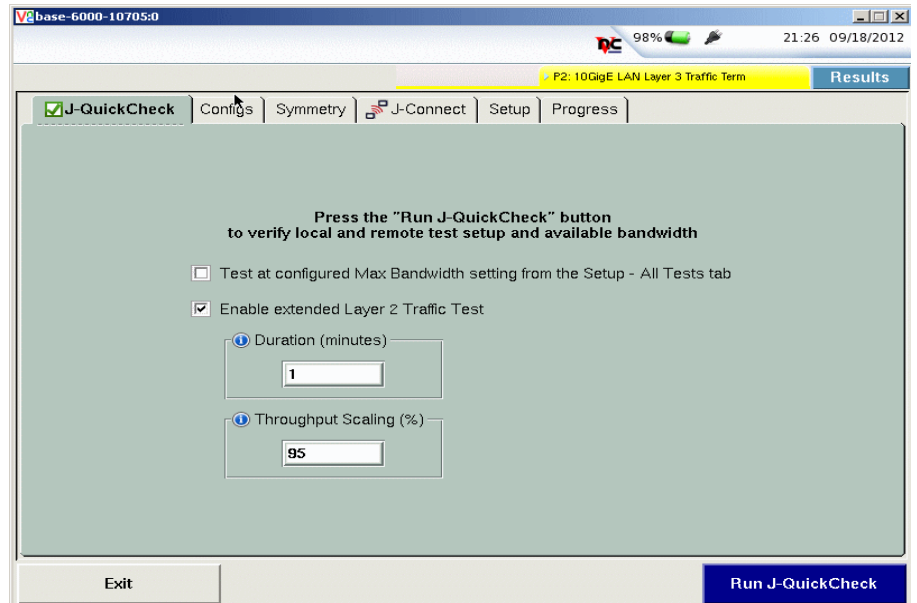 base-6000-10705:0
98%
21:26 09/18/2012
P2: 10GigE LAN Layer 3 Traffic Term
Results
J-QuickCheck
Configs
Symmetry
J-Connect
Setup
Progress
Press the "Run J-QuickCheck" button
to verify local and remote test setup and available bandwidth
Test at configured Max Bandwidth setting from the Setup - All Tests tab
Enable extended Layer 2 Traffic Test
Duration (minutes)
1
Throughput Scaling (%)
95
Exit
Run J-QuickCheck